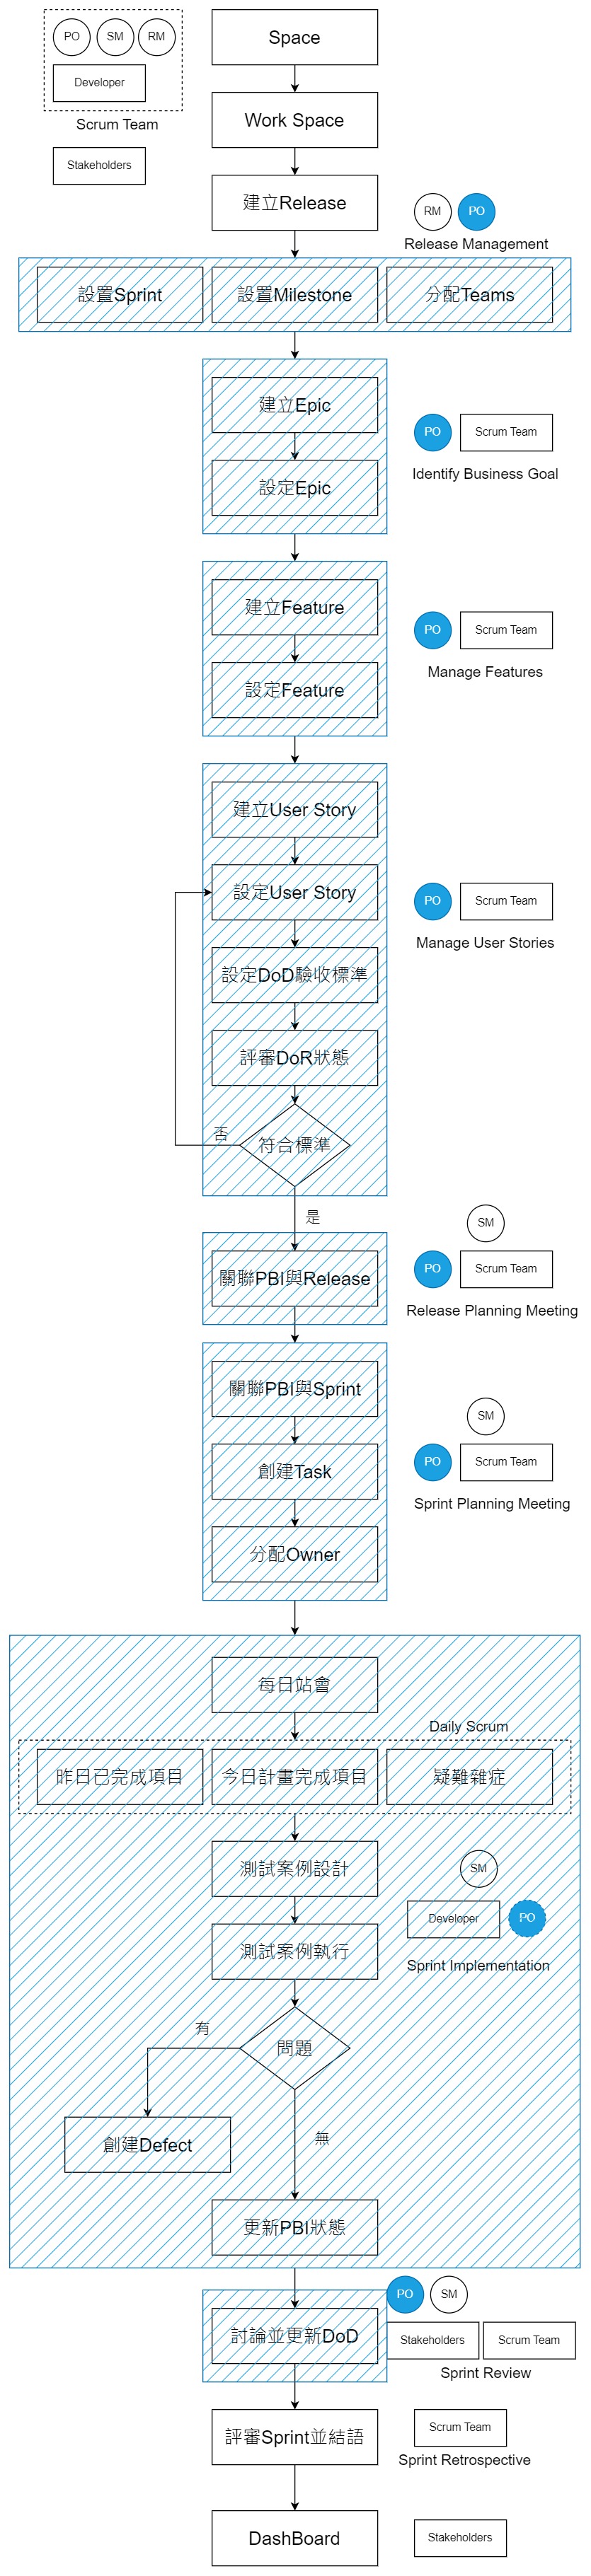 PO
SM
RM
Developer
Scrum Team
Stakeholders
Space
Work Space
建立Release
RM
PO
Release Management
設置Sprint
設置Milestone
分配Teams
建立Epic
設定Epic
PO
Scrum Team
Identify Business Goal
建立Feature
設定Feature
PO
Scrum Team
Manage Features
建立User Story
設定User Story
PO
Scrum Team
Manage User Stories
設定DoD驗收標準
評審DoR狀態
否
符合標準
是
SM
關聯PBI與Release
PO
Scrum Team
Release Planning Meeting
關聯PBI與Sprint
SM
創建Task
PO
Scrum Team
Sprint Planning Meeting
分配Owner
每日站會
Daily Scrum
昨日己完成項目
今日計畫完成項目
疑難雜症
測試案例設計
SM
Developer
PO
測試案例執行
Sprint Implementation
有
問題
無
創建Defect
更新PBI狀態
PO
SM
討論並更新DoD
Stakeholders
Scrum Team
Sprint Review
評審Sprint並結語
Scrum Team
Sprint Retrospective
DashBoard
Stakeholders